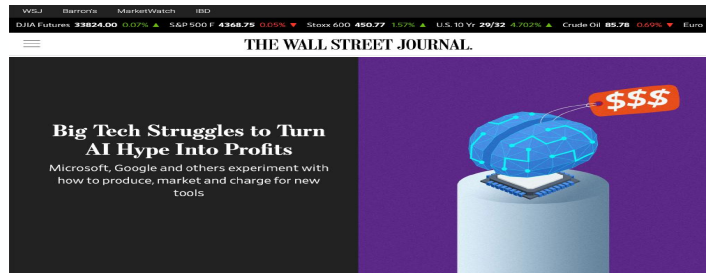 WSJ Barron's MarketWatch IBD
DJIA Futures 33824.00 0.07% ▲ S&P 500 F 4368.75 0.05% ▼ Stoxx 600 450.77 1.57% ▲ U.S. 10 Yr 29/32 4.702% ▲ Crude Oil 85.78 0.69% ▼ Euro
THE WALL STREET JOURNAL.
$$$
Big Tech Struggles to Turn
AI Hype Into Profits
Microsoft, Google and others experiment with
how to produce, market and charge for new
tools